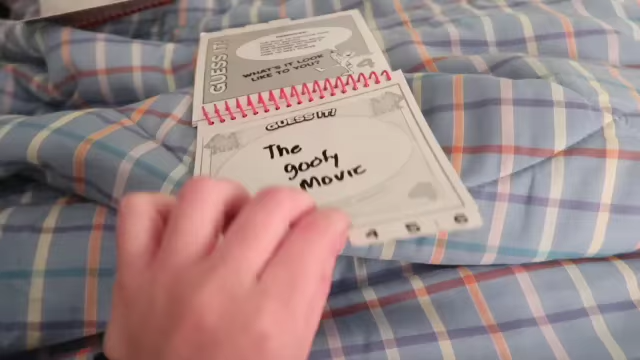 GUESS IT!
WHAT'S IT LOOK
LIKE TO YOU?
4
GUESS IT!
The
goofy
MOVIE
4 5 6